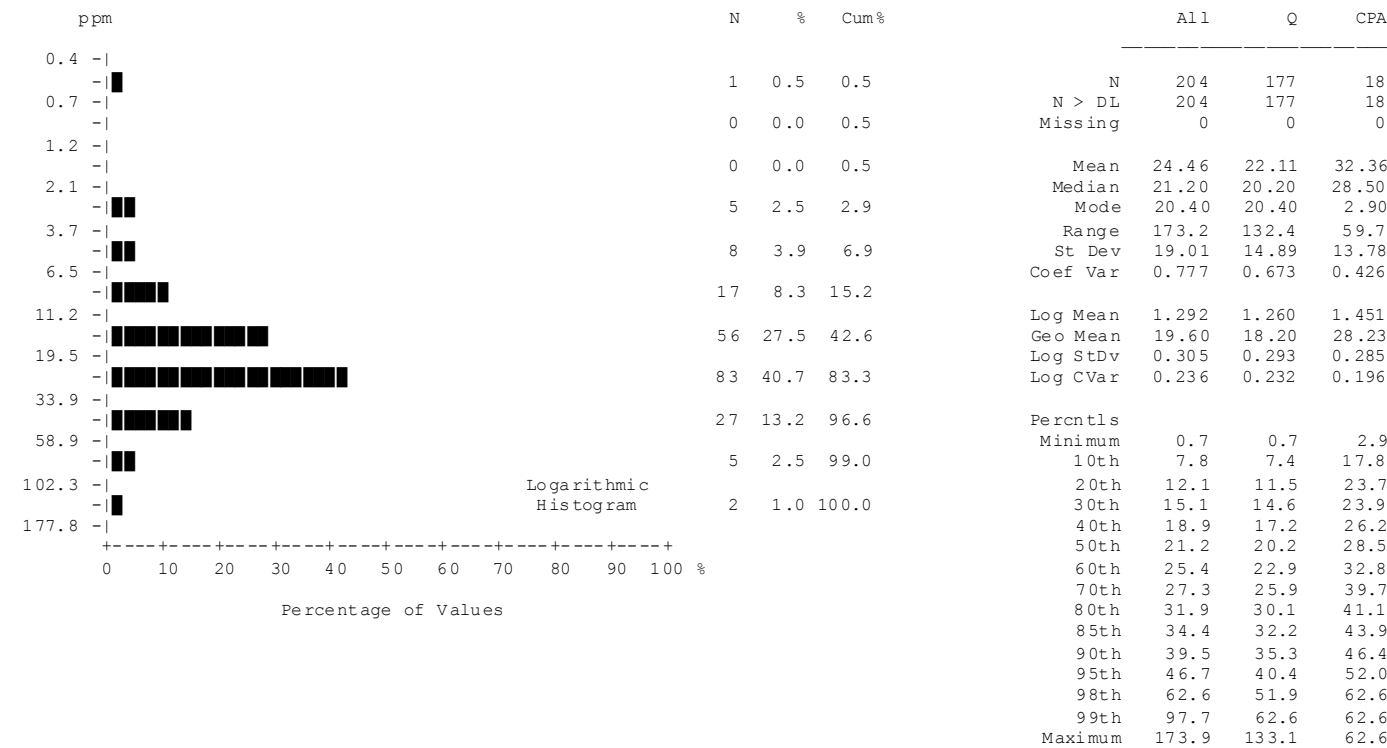 ppm N % Cum% All Q CPA
0.4 -|
-| 1 0.5 0.5 N 204 177 18
0.7 -| N > DL 204 177 18
-| 0 0.0 0.5 Missing 0 0 0
1.2 -|
-| 0 0.0 0.5 Mean 24.46 22.11 32.36
2.1 -| Median 21.20 20.20 28.50
-| 5 2.5 2.9 Mode 20.40 20.40 2.90
3.7 -| Range 173.2 132.4 59.7
-| 8 3.9 6.9 St Dev 19.01 14.89 13.78
6.5 -| Coef Var 0.777 0.673 0.426
-| 17 8.3 15.2
11.2 -| Log Mean 1.292 1.260 1.451
-| 56 27.5 42.6 Geo Mean 19.60 18.20 28.23
19.5 -| Log StDv 0.305 0.293 0.285
-| 83 40.7 83.3 Log CVar 0.236 0.232 0.196
33.9 -|
-| 27 13.2 96.6 Percntls
58.9 -| Minimum 0.7 0.7 2.9
-| 5 2.5 99.0 10th 7.8 7.4 17.8
102.3 -| Logarithmic 20th 12.1 11.5 23.7
-| Histogram 2 1.0 100.0 30th 15.1 14.6 23.9
177.8 -| 40th 18.9 17.2 26.2
+----+----+----+----+----+----+----+----+----+----+ 50th 21.2 20.2 28.5
0 10 20 30 40 50 60 70 80 90 100 % 60th 25.4 22.9 32.8
70th 27.3 25.9 39.7
Percentage of Values 80th 31.9 30.1 41.1
85th 34.4 32.2 43.9
90th 39.5 35.3 46.4
95th 46.7 40.4 52.0
98th 62.6 51.9 62.6
99th 97.7 62.6 62.6
Maximum 173.9 133.1 62.6